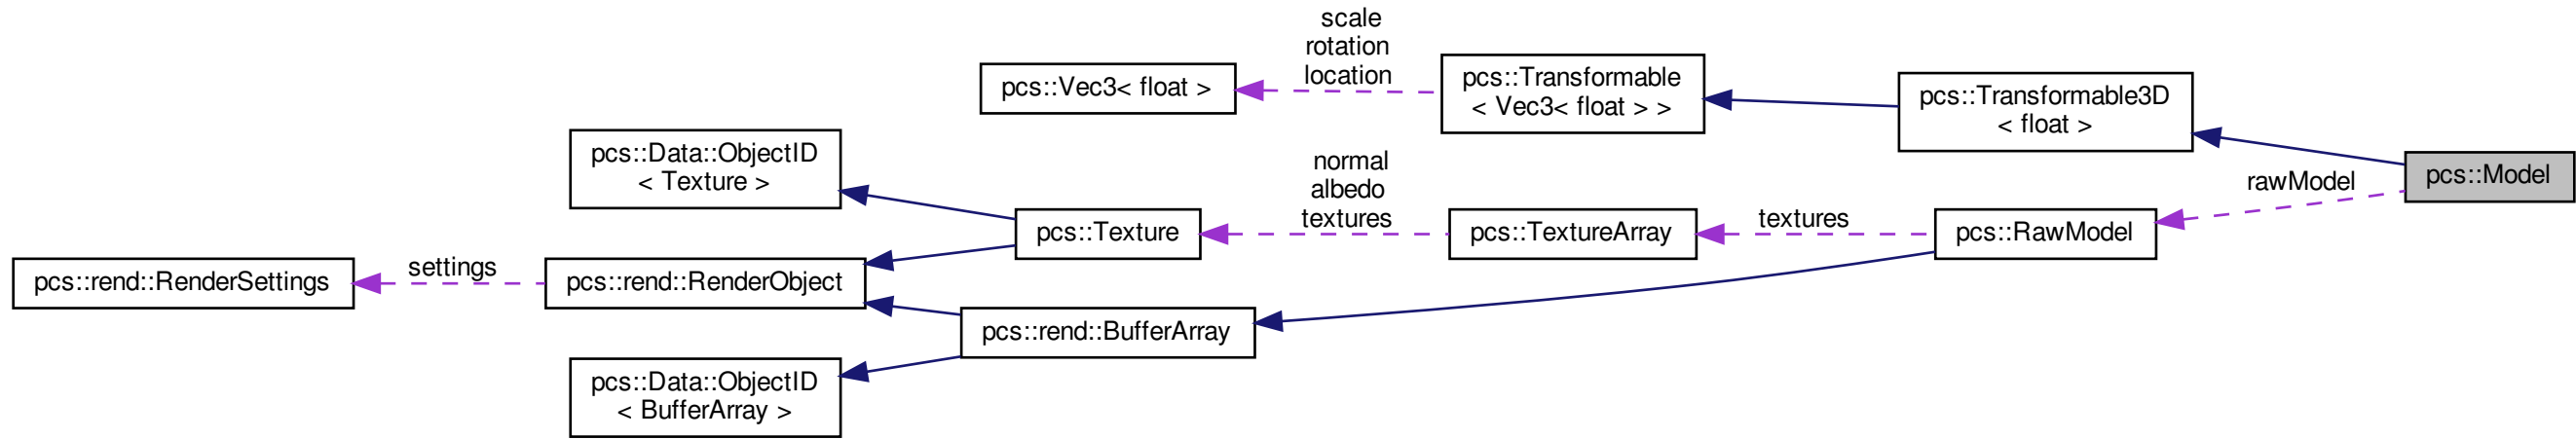 scale
rotation
location
pcs::Vec3< float >
pcs::Transformable
< Vec3< float > >
pcs::Transformable3D
< float >
pcs::Data::ObjectID
< Texture >
normal
albedo
textures
rawModel
pcs::Model
pcs::Texture
pcs::TextureArray
textures
pcs::RawModel
pcs::rend::RenderSettings
settings
pcs::rend::RenderObject
pcs::rend::BufferArray
pcs::Data::ObjectID
< BufferArray >